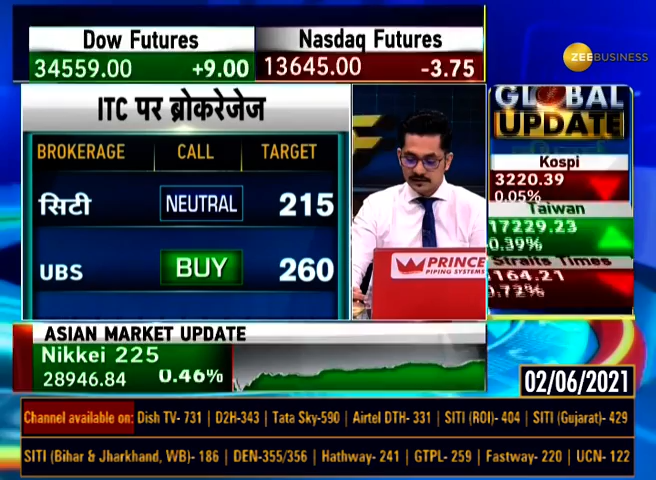 Dow Futures
34559.00 +9.00
Nasdaq Futures
13645.00 -3.75
ZEE BUSINESS
ITC पर ब्रोकरेजेज
BROKERAGE CALL TARGET
सिटी NEUTRAL 215
UBS BUY 260
PRINCE
PIPING SYSTEMS
GLOBAL
UPDATE
Kospi
3220.39
0.05%
Taiwan
17229.23
0.39%
Straits Times
164.21
0.72%
ASIAN MARKET UPDATE
Nikkei 225
28946.84 0.46%
02/06/2021
Channel available on: Dish TV- 731 | D2H-343 | Tata Sky-590 | Airtel DTH- 331 | SITI (ROI)- 404 | SITI (Gujarat)- 429
SITI (Bihar & Jharkhand, WB)- 186 | DEN-355/356 | Hathway- 241 | GTPL- 259 | Fastway- 220 | UCN- 122